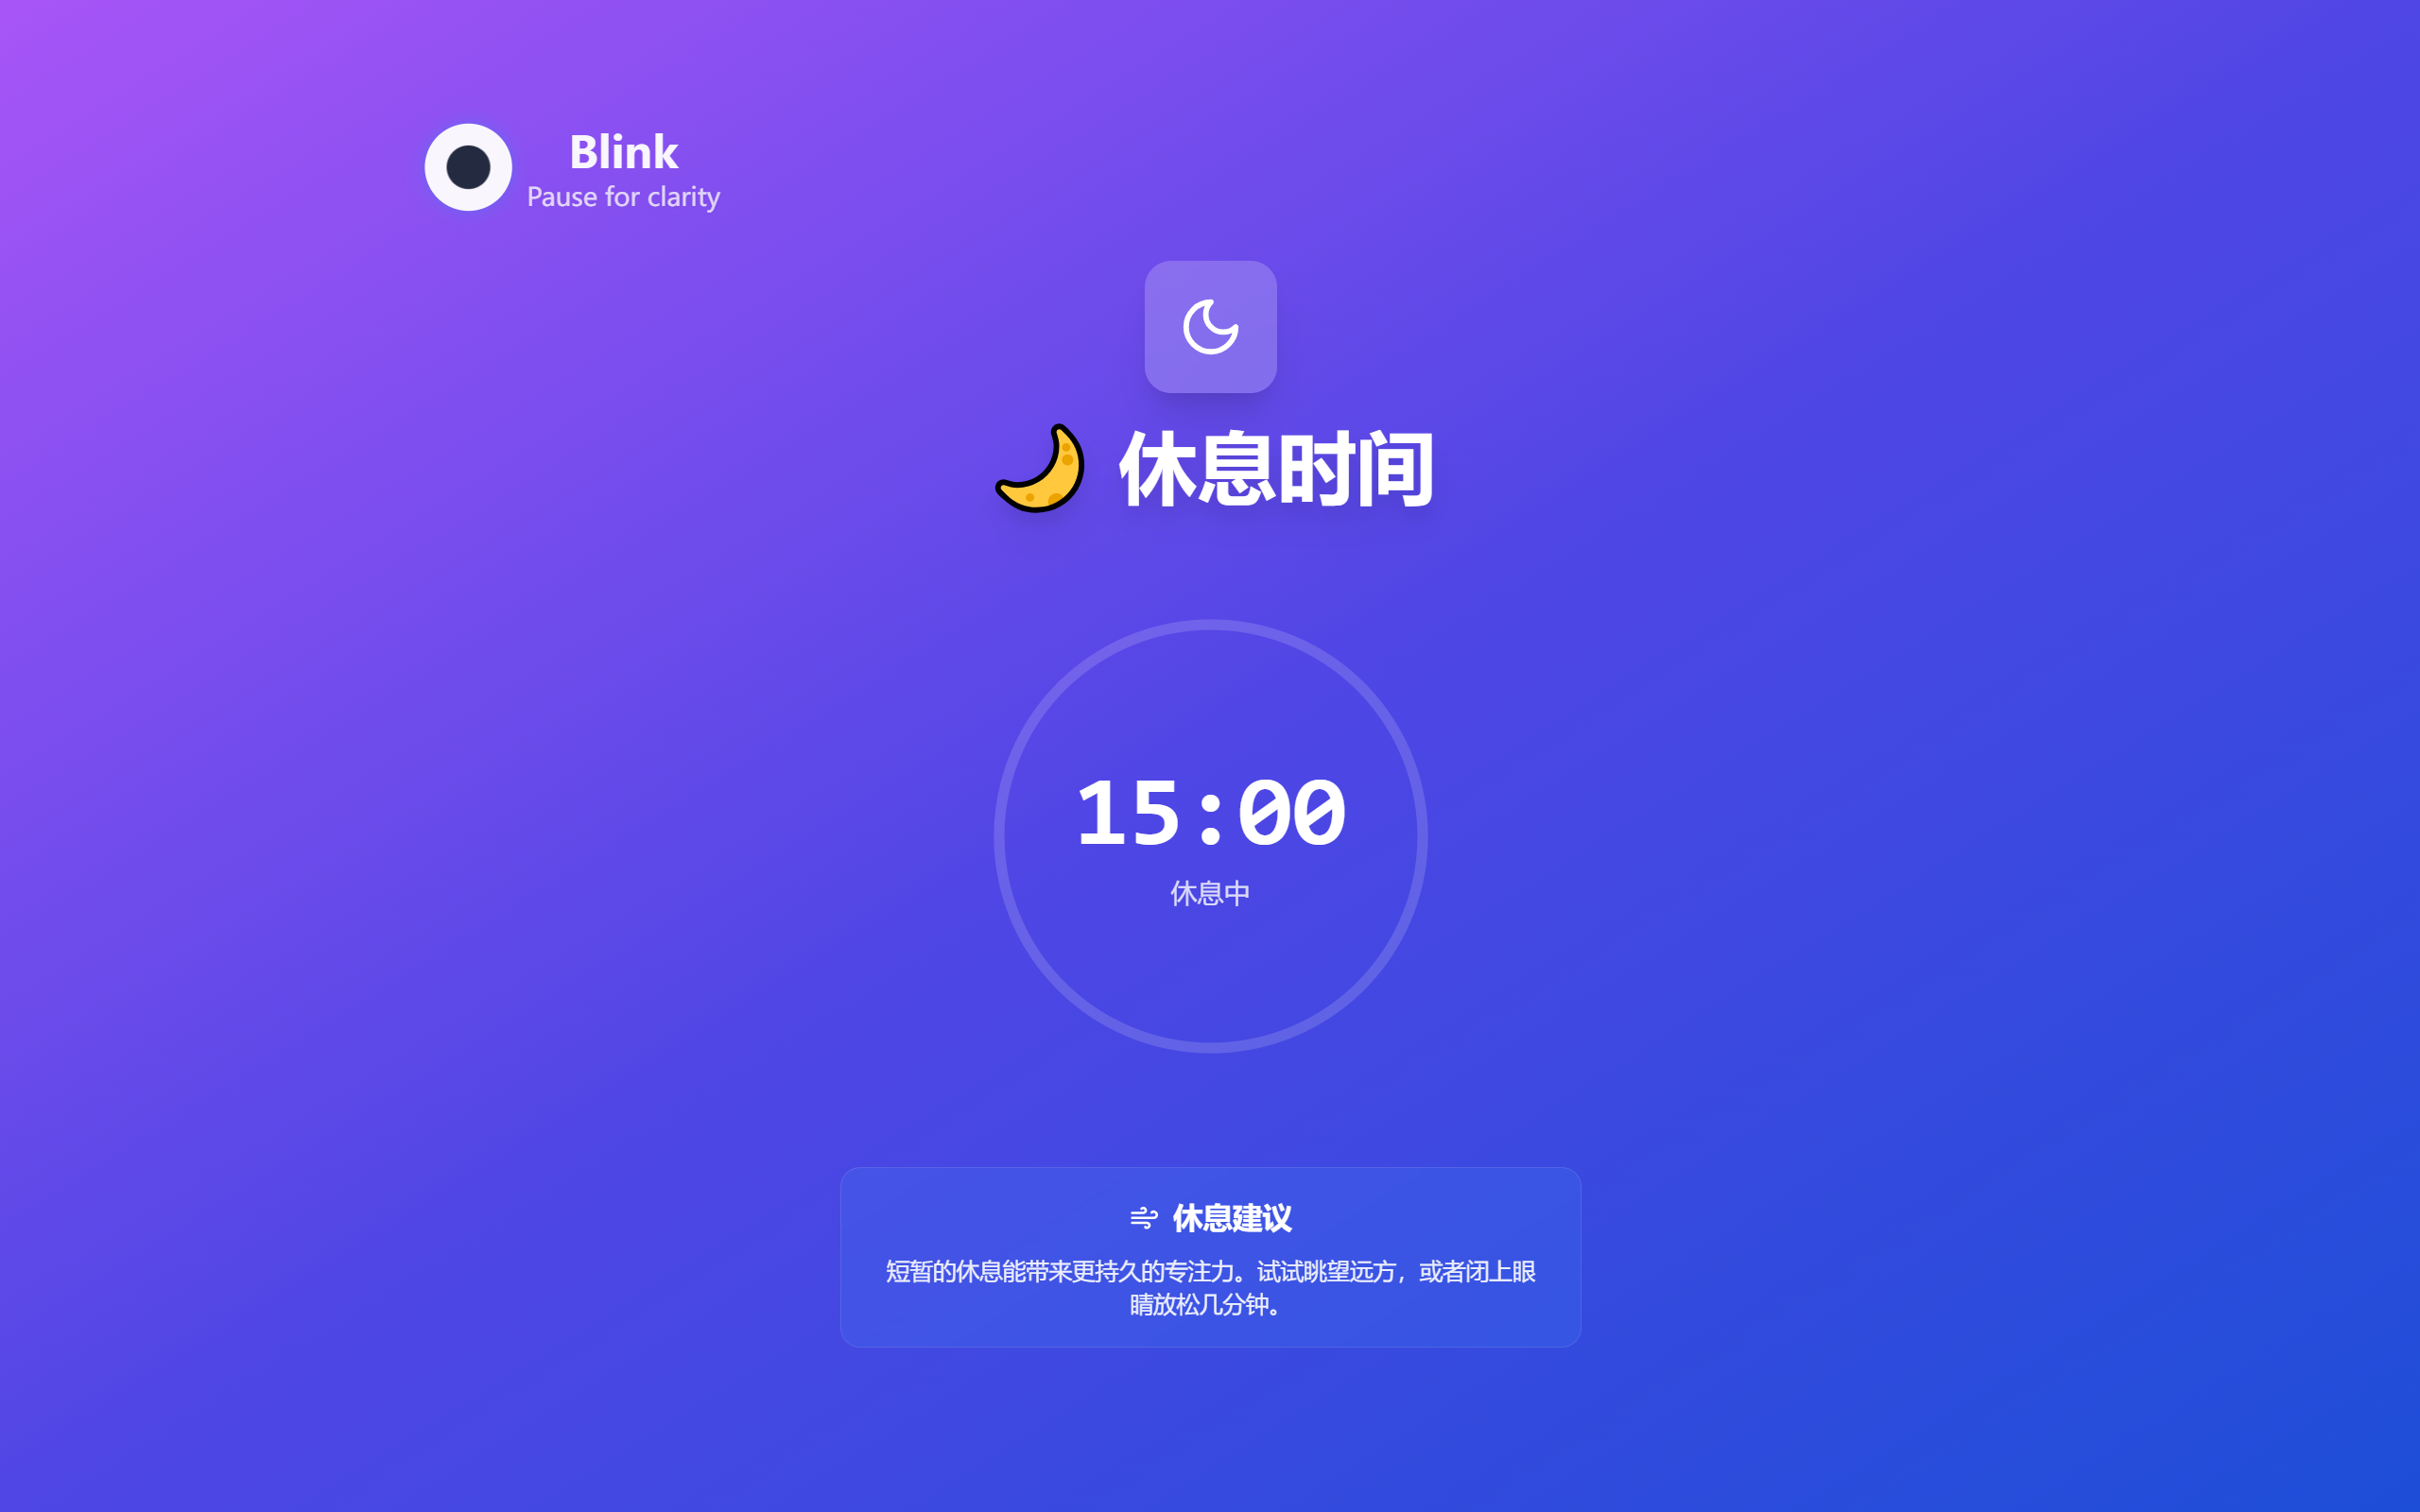 Blink
Pause for clarity
🌙 休息时间
15:00
休息中
休息建议
短暂的休息能带来更持久的专注力。试试眺望远方，或者闭上眼
睛放松几分钟。